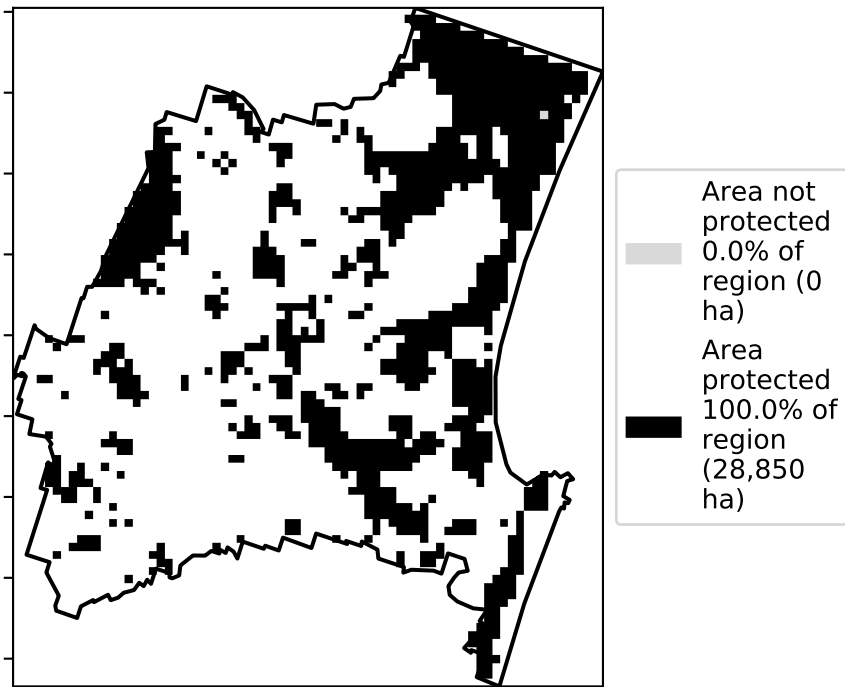 Area not
protected
0.0% of
region (0
ha)
Area
protected
100.0% of
region
(28,850
ha)